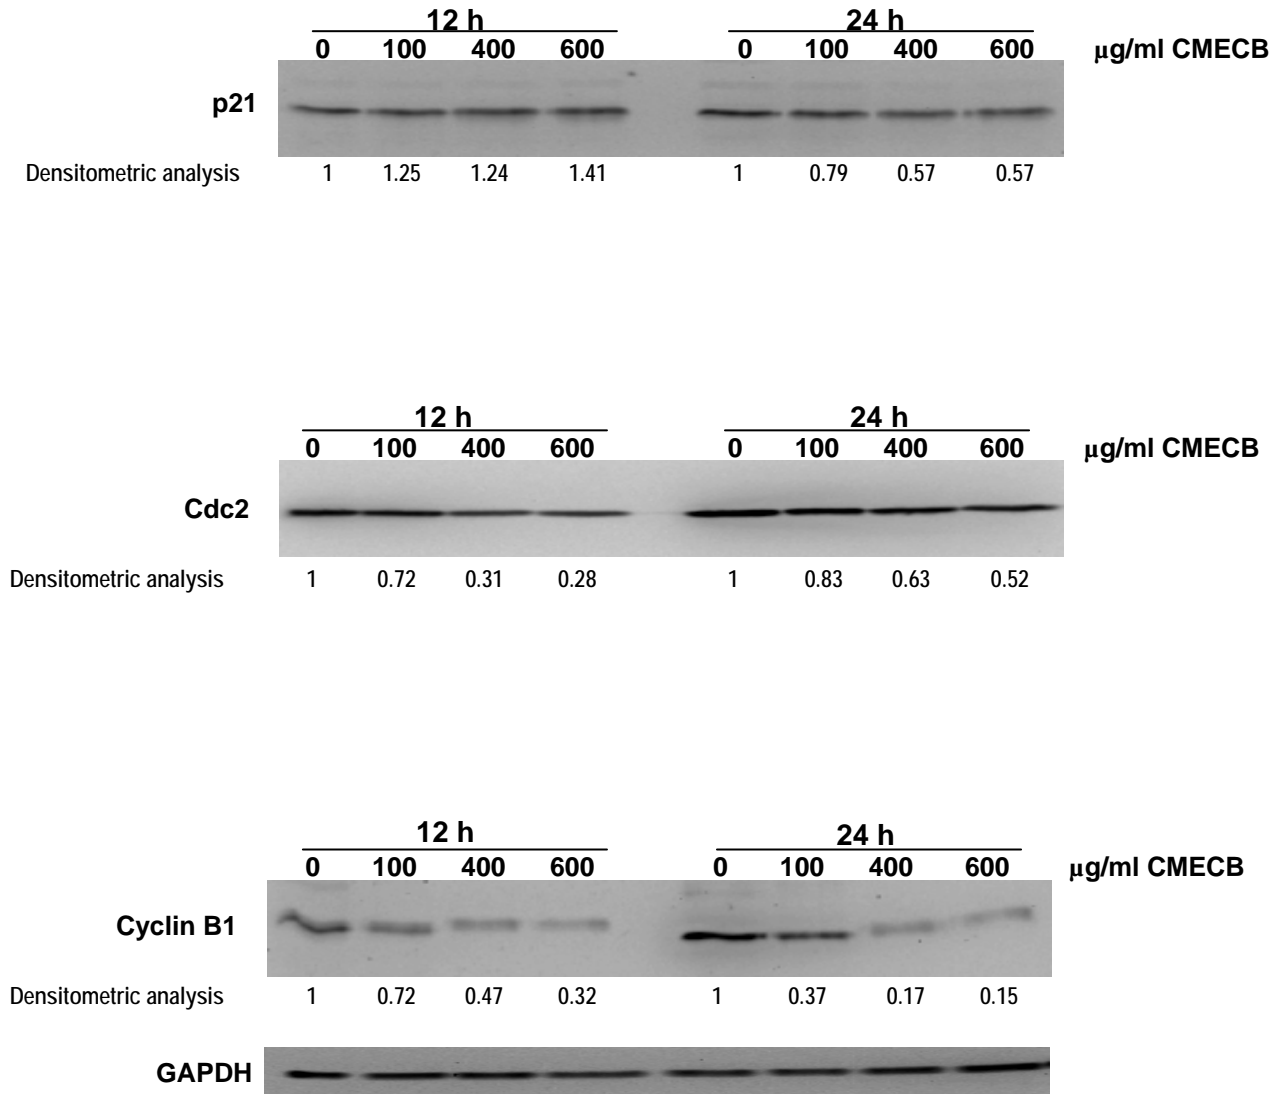 12 h 24 h
0 100 400 600 0 100 400 600 μg/ml CMECB
p21
Densitometric analysis 1 1.25 1.24 1.41 1 0.79 0.57 0.57
12 h 24 h
0 100 400 600 0 100 400 600 μg/ml CMECB
Cdc2
Densitometric analysis 1 0.72 0.31 0.28 1 0.83 0.63 0.52
12 h 24 h
0 100 400 600 0 100 400 600 μg/ml CMECB
Cyclin B1
Densitometric analysis 1 0.72 0.47 0.32 1 0.37 0.17 0.15
GAPDH